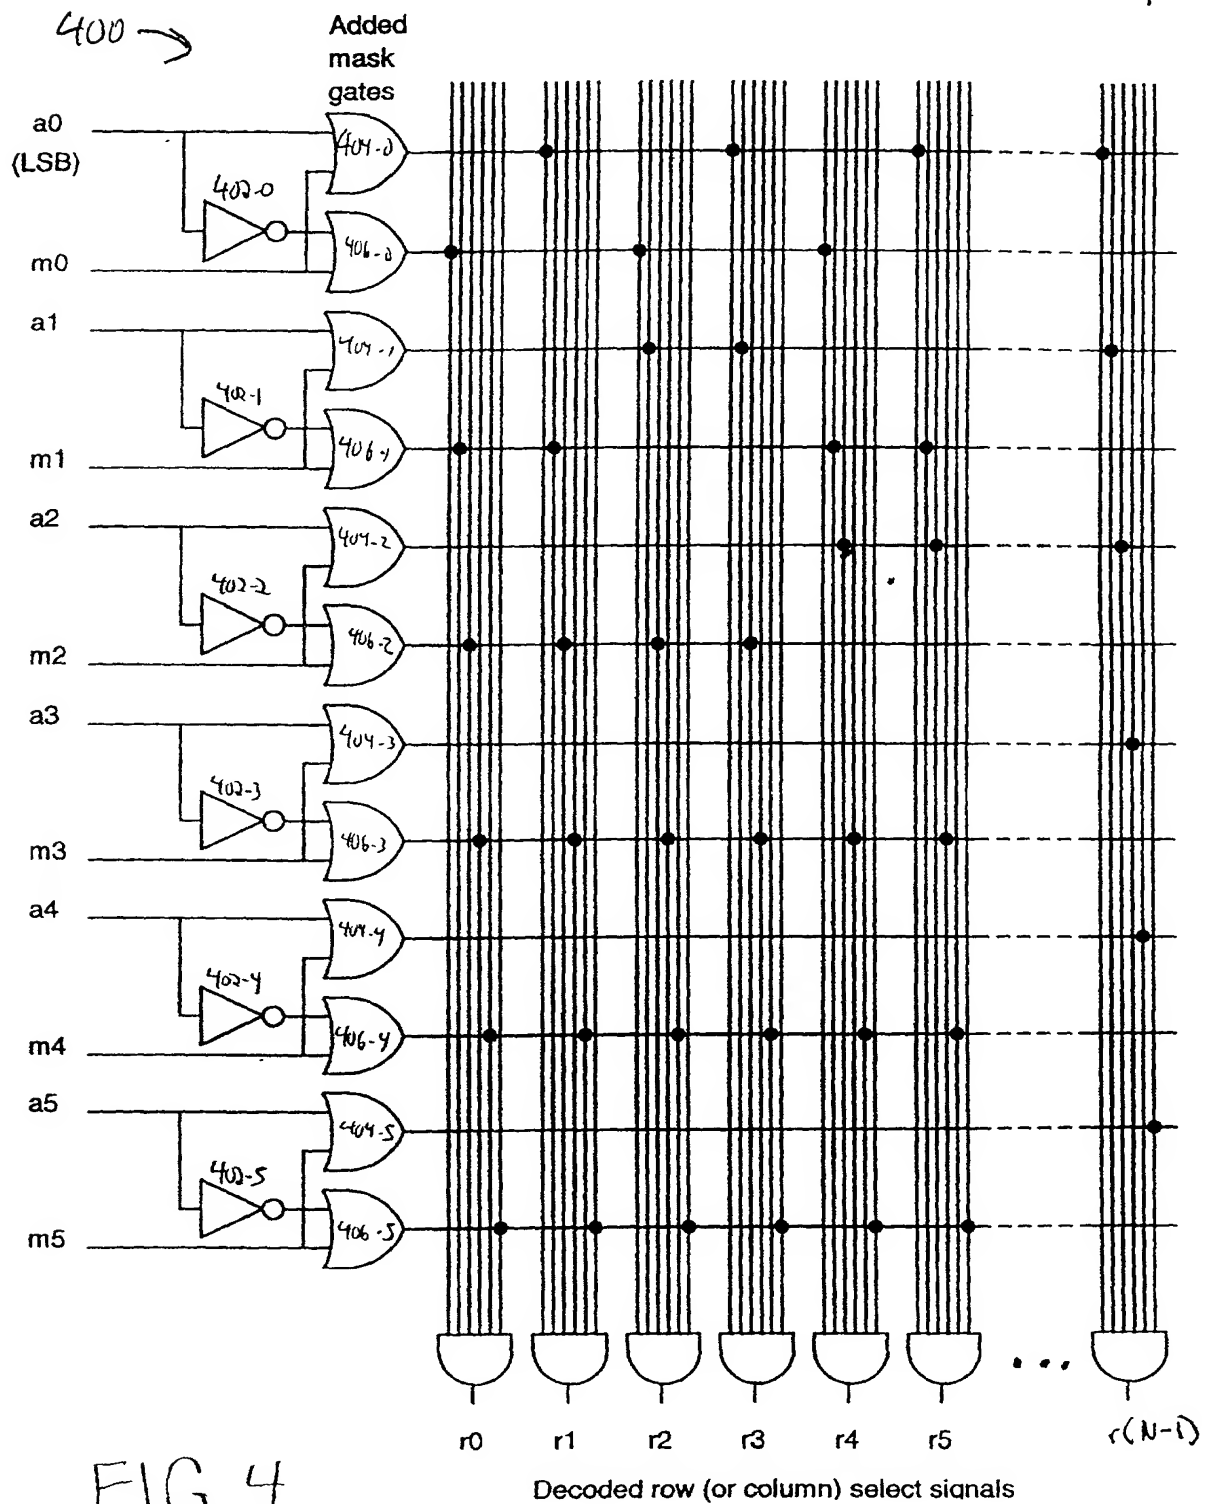 400
Added
mask
gates
a0
(LSB)
404-0
402-0
406-0
m0
a1
404-1
402-1
406-1
m1
a2
404-2
402-2
406-2
m2
a3
404-3
402-3
406-3
m3
a4
404-4
402-4
406-4
m4
a5
404-5
402-5
406-5
m5
...
r0 r1 r2 r3 r4 r5 r(N-1)
Decoded row (or column) select signals
FIG 4